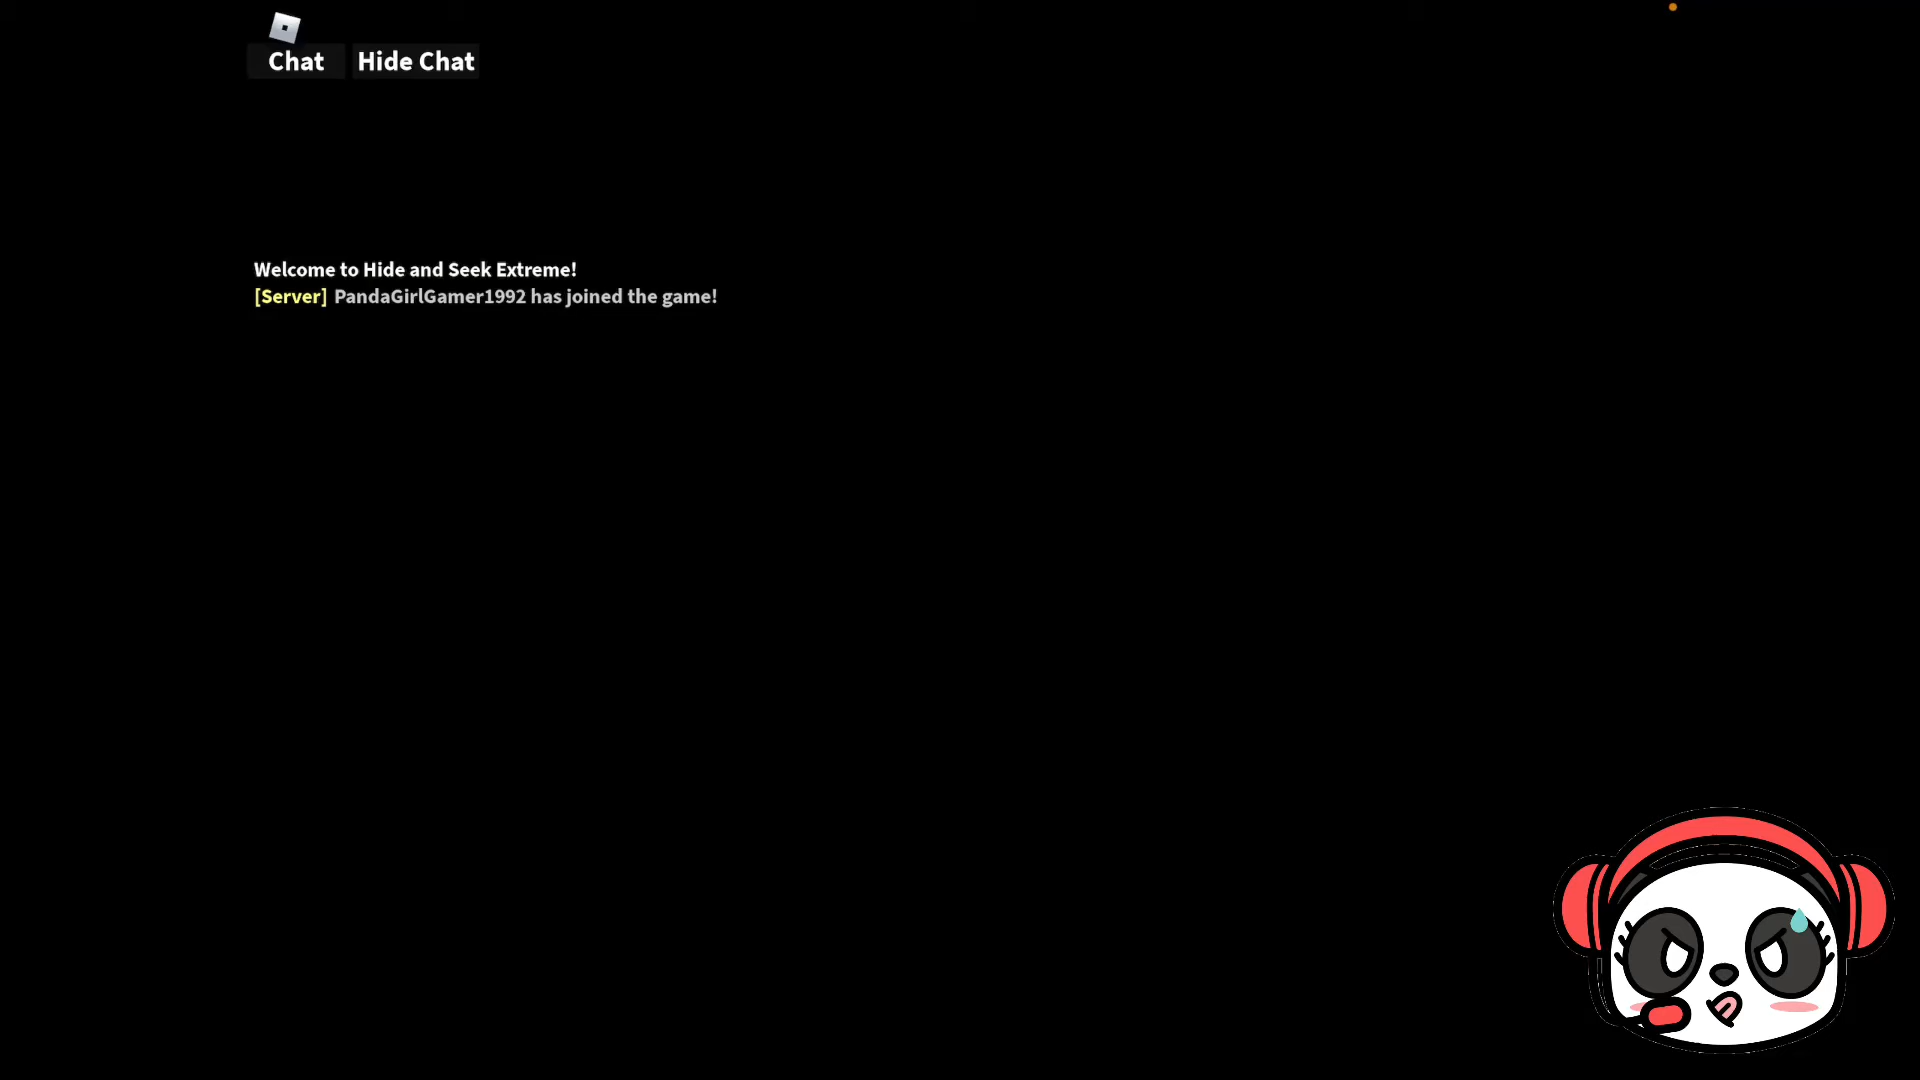 Chat Hide Chat
Welcome to Hide and Seek Extreme!
[Server] PandaGirlGamer1992 has joined the game!